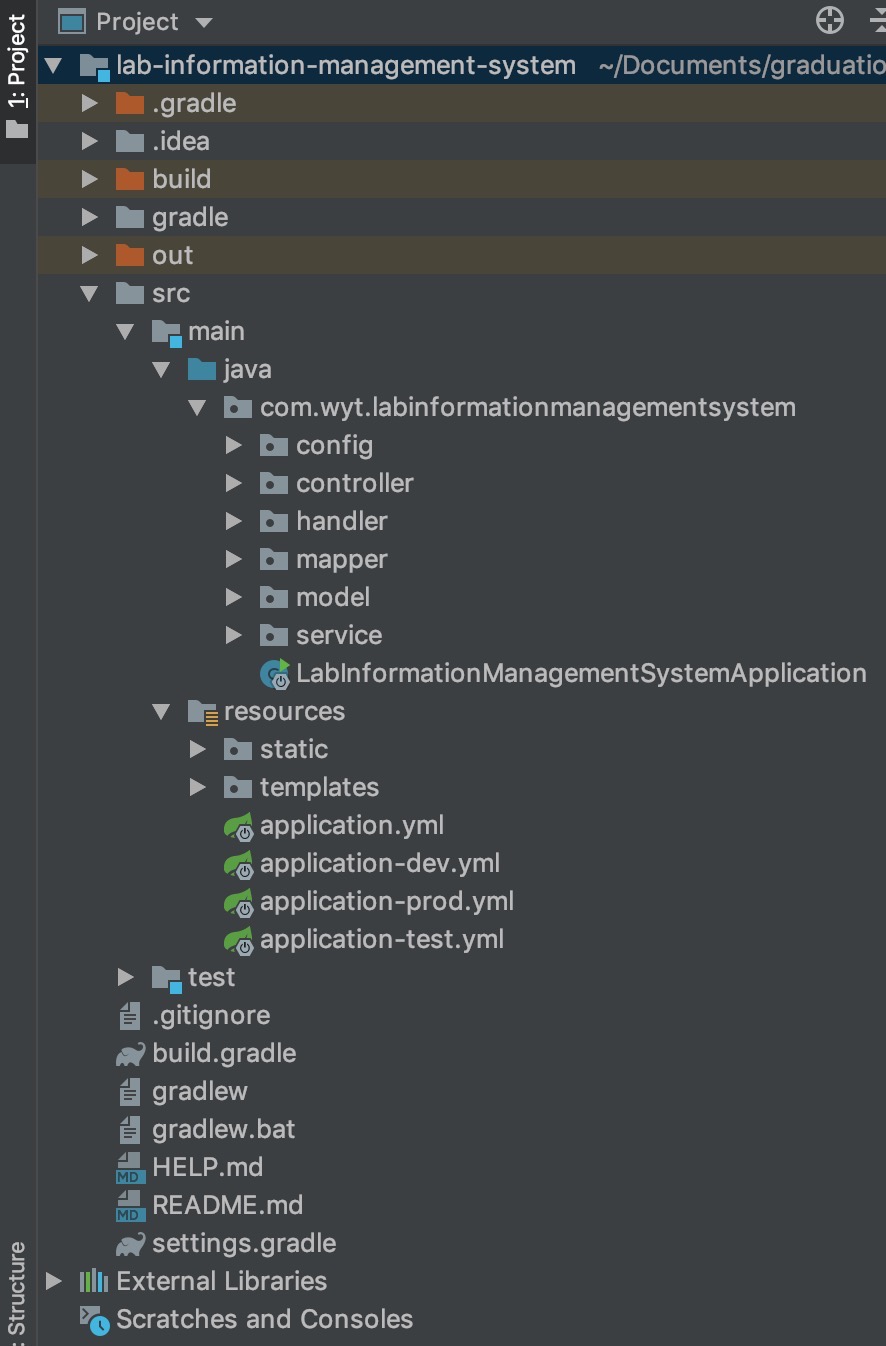 1: Project
Project
lab-information-management-system ~/Documents/graduatio
.gradle
.idea
build
gradle
out
src
main
java
com.wyt.labinformationmanagementsystem
config
controller
handler
mapper
model
service
LabInformationManagementSystemApplication
resources
static
templates
application.yml
application-dev.yml
application-prod.yml
application-test.yml
test
.gitignore
build.gradle
gradlew
gradlew.bat
MD HELP.md
MD README.md
settings.gradle
External Libraries
Scratches and Consoles
: Structure